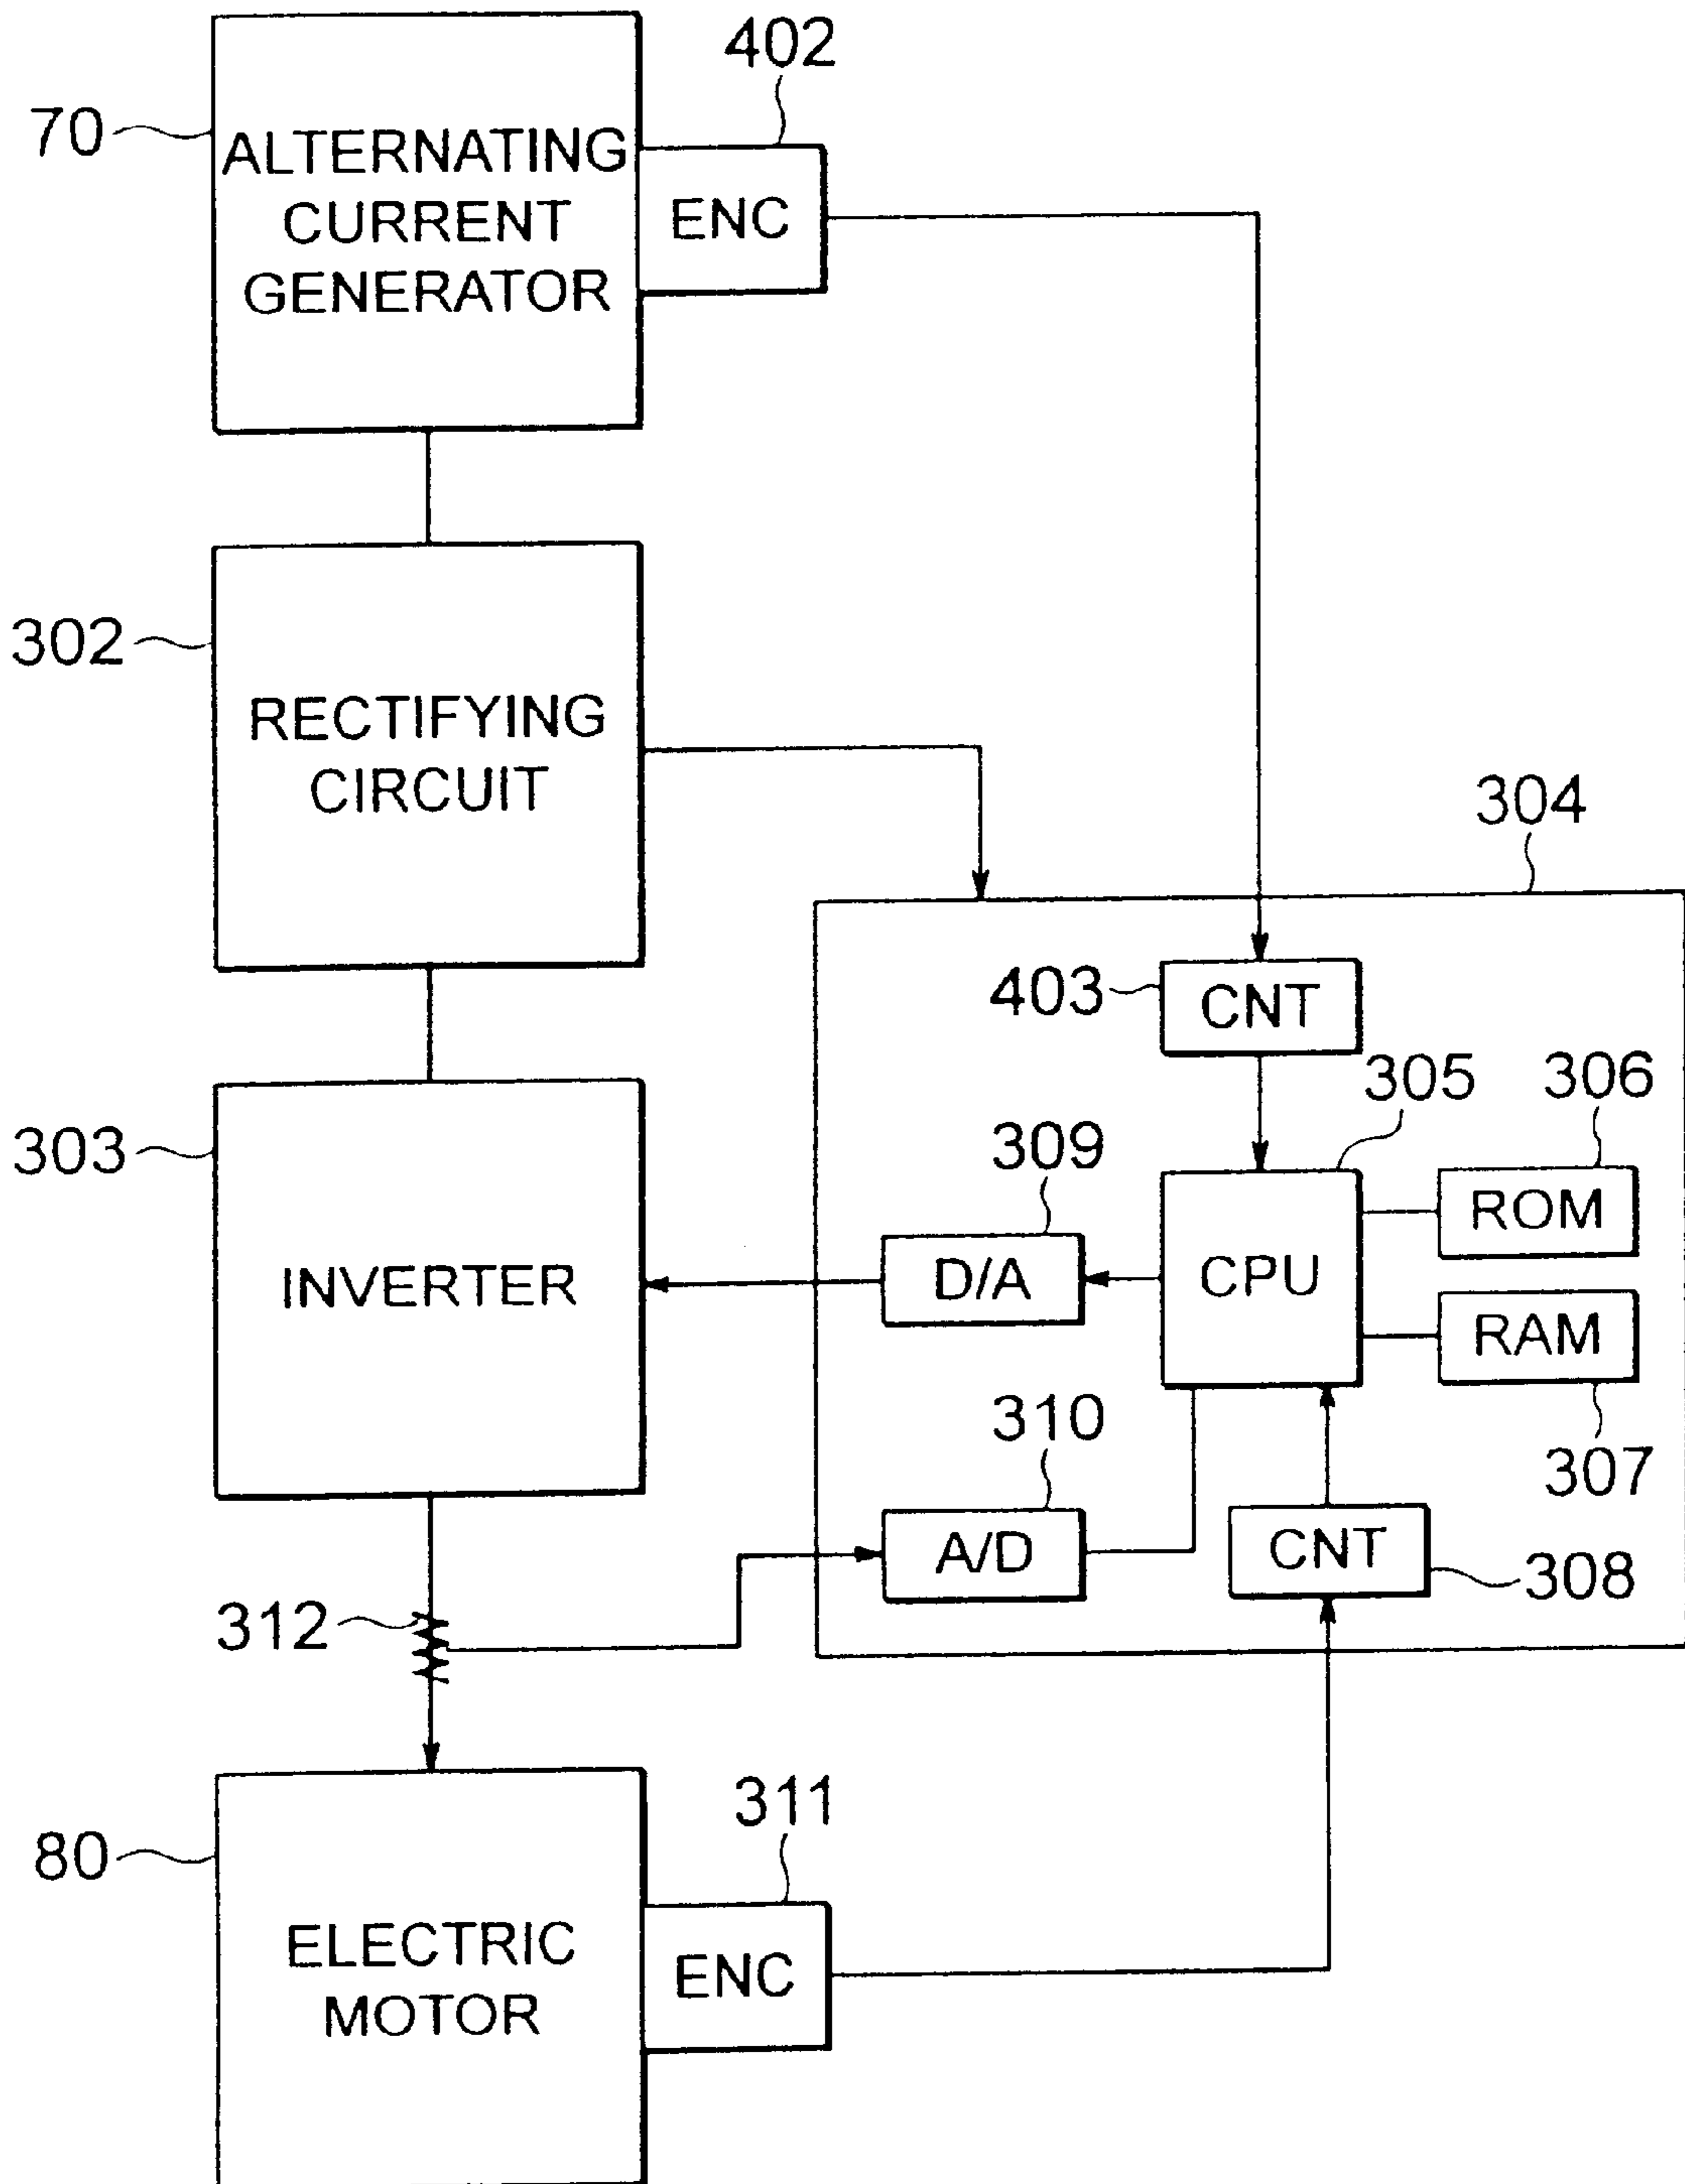 402
70
ALTERNATING
CURRENT
GENERATOR
ENC
302
RECTIFYING
CIRCUIT
304
403
CNT
305
306
303
309
ROM
INVERTER
D/A
CPU
RAM
310
307
A/D
CNT
308
312
311
80
ELECTRIC
MOTOR
ENC